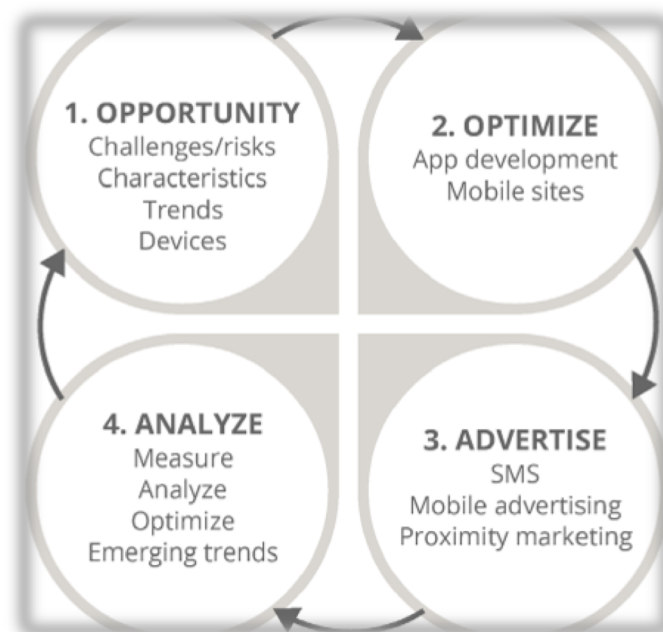 1. OPPORTUNITY
Challenges/risks
Characteristics
Trends
Devices
2. OPTIMIZE
App development
Mobile sites
3. ADVERTISE
SMS
Mobile advertising
Proximity marketing
4. ANALYZE
Measure
Analyze
Optimize
Emerging trends